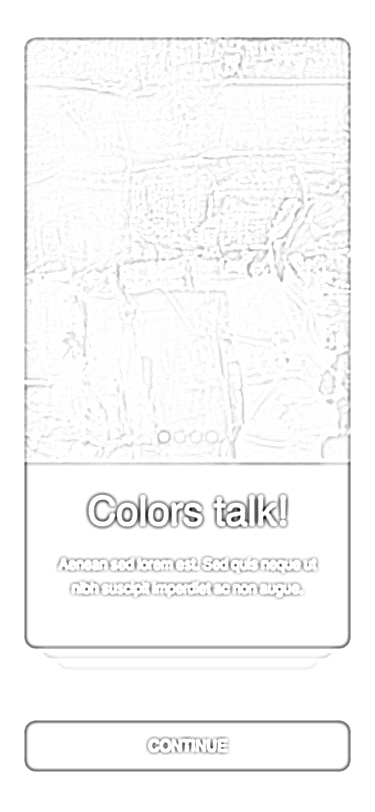 Colors talk!
Aenean sed lorem est. Sed quis neque ut
nibh suscipit imperdiet ac non augue.
CONTINUE